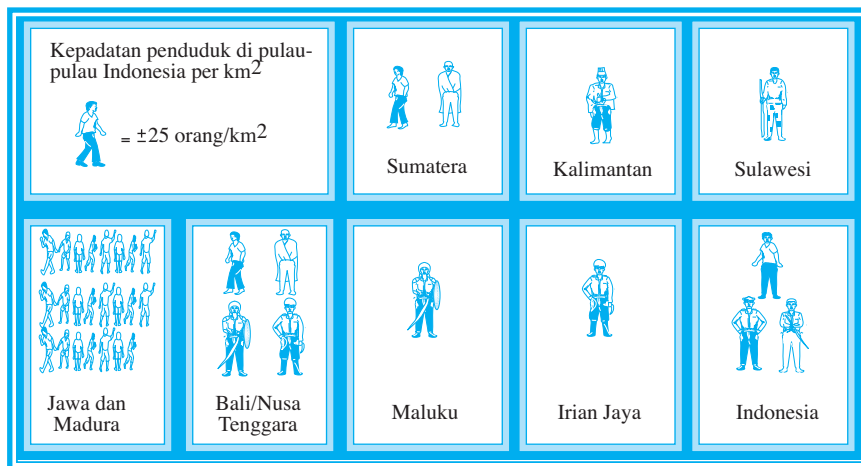 Kepadatan penduduk di pulau-
pulau Indonesia per km2
= ±25 orang/km2
Sumatera
Kalimantan
Sulawesi
Jawa dan
Madura
Bali/Nusa
Tenggara
Maluku
Irian Jaya
Indonesia